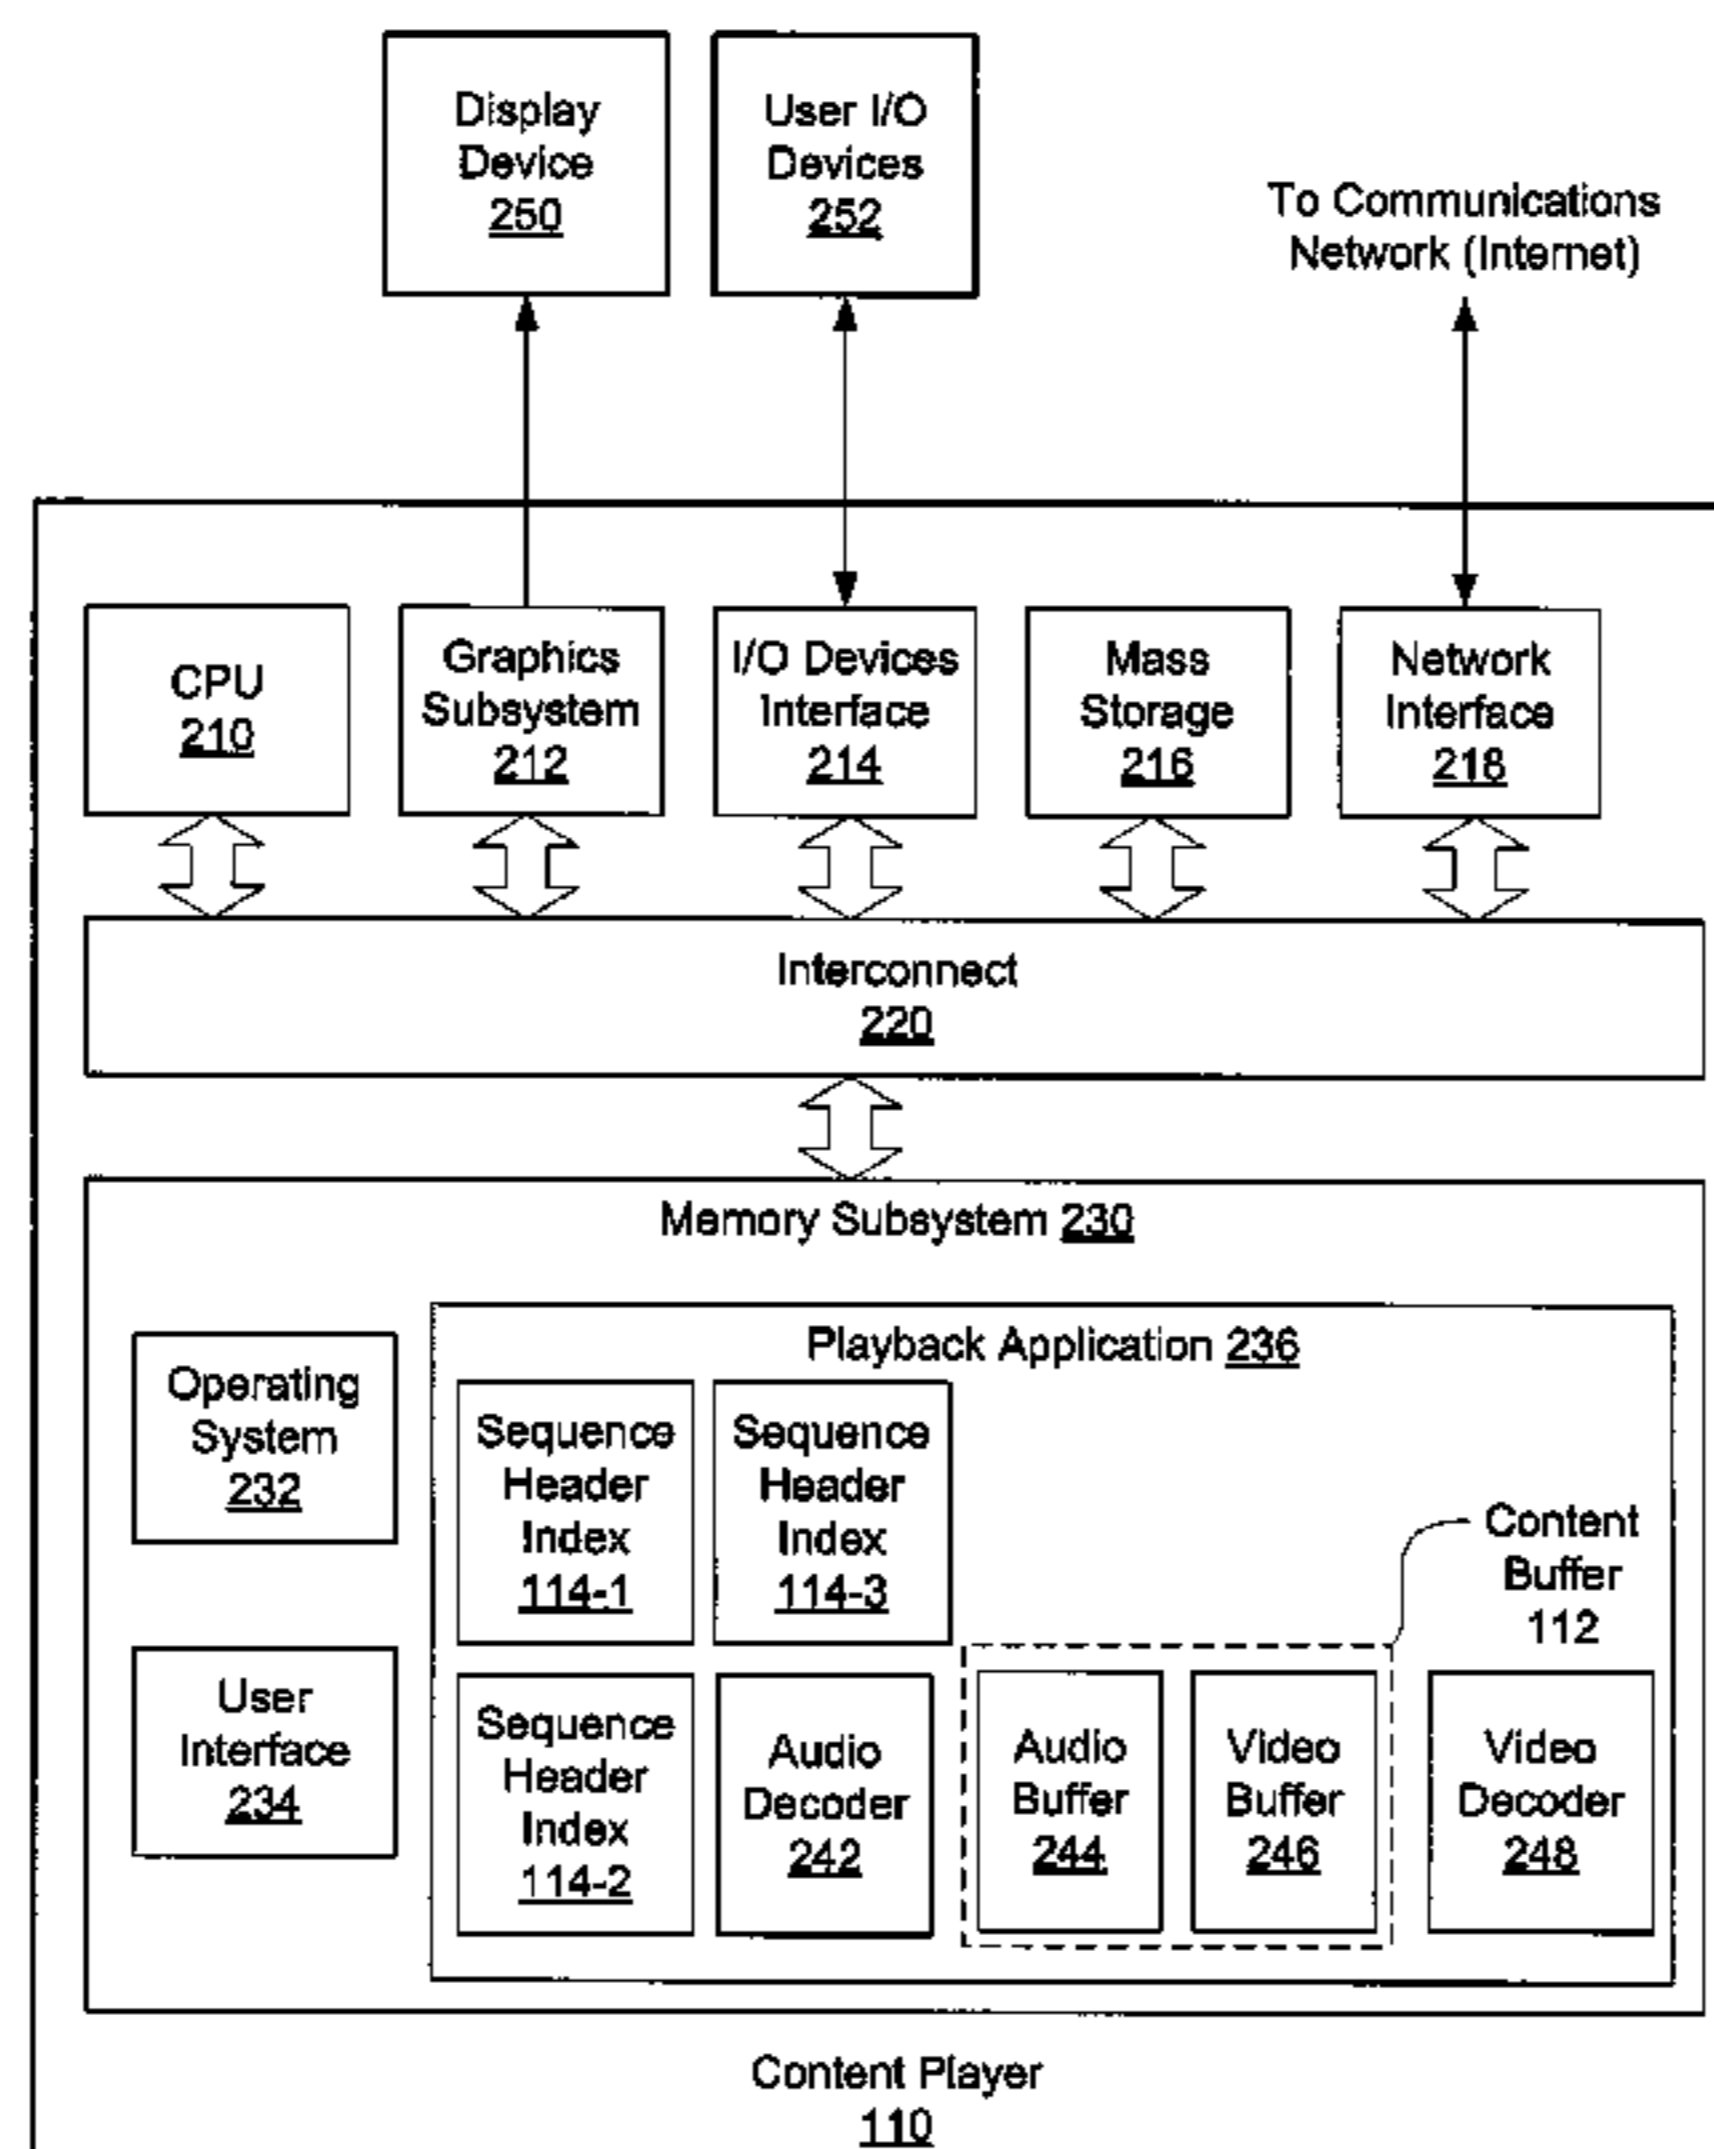 Display
Device
250
User I/O
Devices
252
To Communications
Network (Internet)
CPU
210
Graphics
Subsystem
212
I/O Devices
Interface
214
Mass
Storage
216
Network
Interface
218
Interconnect
220
Memory Subsystem 230
Operating
System
232
User
Interface
234
Playback Application 236
Sequence
Header
Index
114-1
Sequence
Header
Index
114-3
Content
Buffer
112
Sequence
Header
Index
114-2
Audio
Decoder
242
Audio
Buffer
244
Video
Buffer
246
Video
Decoder
248
Content Player
110